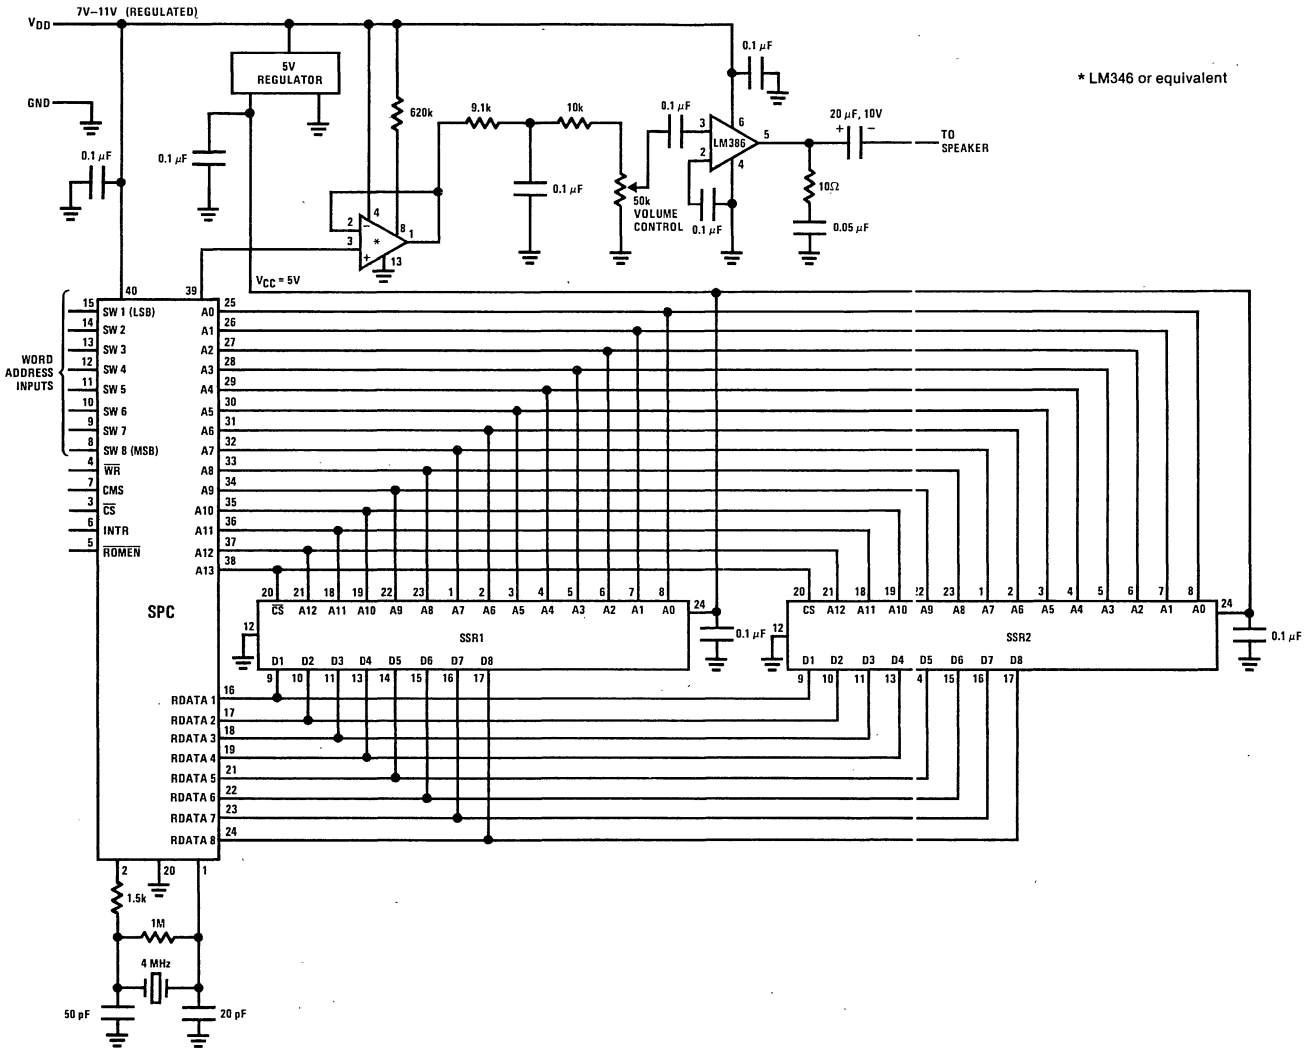 7V–11V (REGULATED)
VDD
5V
REGULATOR
GND
0.1 µF
0.1 µF
620k
9.1k
10k
0.1 µF
50k
VOLUME
CONTROL
0.1 µF
0.1 µF
3
2
6
LM386
5
4
0.1 µF
20 µF, 10V
+
−
TO
SPEAKER
10Ω
0.05 µF
* LM346 or equivalent
2
3
4
−
*
+
8
1
13
VCC = 5V
40
39
WORD
ADDRESS
INPUTS
15 SW 1 (LSB)
14 SW 2
13 SW 3
12 SW 4
11 SW 5
10 SW 6
9 SW 7
8 SW 8 (MSB)
4 WR
7 CMS
3 CS
6 INTR
5 ROMEN
SPC
A0 25
A1 26
A2 27
A3 28
A4 29
A5 30
A6 31
A7 32
A8 33
A9 34
A10 35
A11 36
A12 37
A13 38
20 21 18 19 22 23 1 2 3 4 5 6 7 8
CS A12 A11 A10 A9 A8 A7 A6 A5 A4 A3 A2 A1 A0
24
12
SSR1
0.1 µF
D1 D2 D3 D4 D5 D6 D7 D8
9 10 11 13 14 15 16 17
20 21 18 19 22 23 1 2 3 4 5 6 7 8
CS A12 A11 A10 A9 A8 A7 A6 A5 A4 A3 A2 A1 A0
24
12
SSR2
0.1 µF
D1 D2 D3 D4 D5 D6 D7 D8
9 10 11 13 4 15 16 17
RDATA 1 16
RDATA 2 17
RDATA 3 18
RDATA 4 19
RDATA 5 21
RDATA 6 22
RDATA 7 23
RDATA 8 24
2
20
1
1.5k
1M
4 MHz
50 pF
20 pF